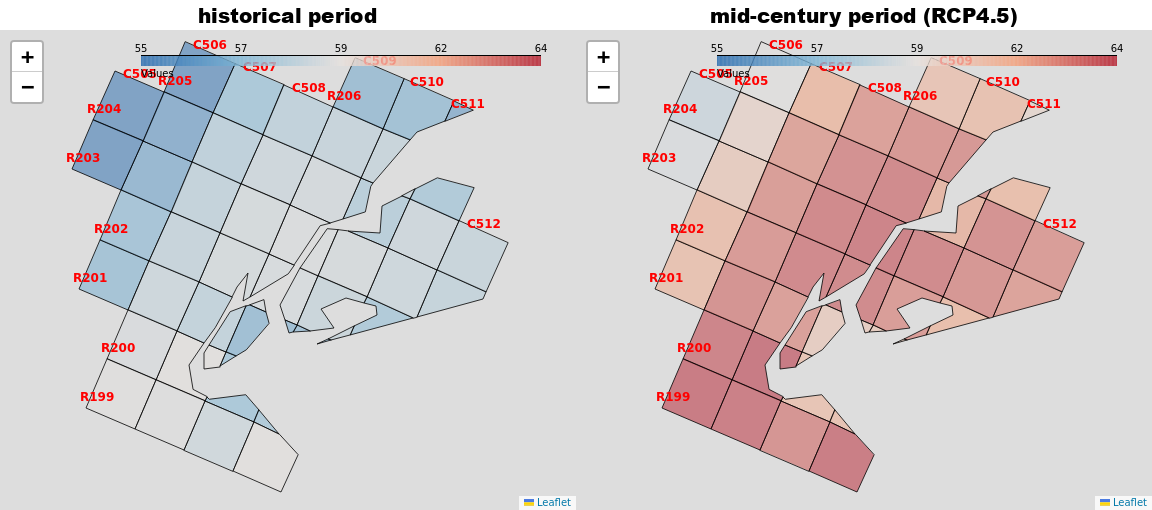 historical period
mid-century period (RCP4.5)
+
−
55
57
59
62
64
Values
C505
C506
C507
C508
C509
C510
C511
C512
R206
R205
R204
R203
R202
R201
R200
R199
Leaflet
+
−
55
57
59
62
64
Values
C505
C506
C507
C508
C509
C510
C511
C512
R206
R205
R204
R203
R202
R201
R200
R199
Leaflet